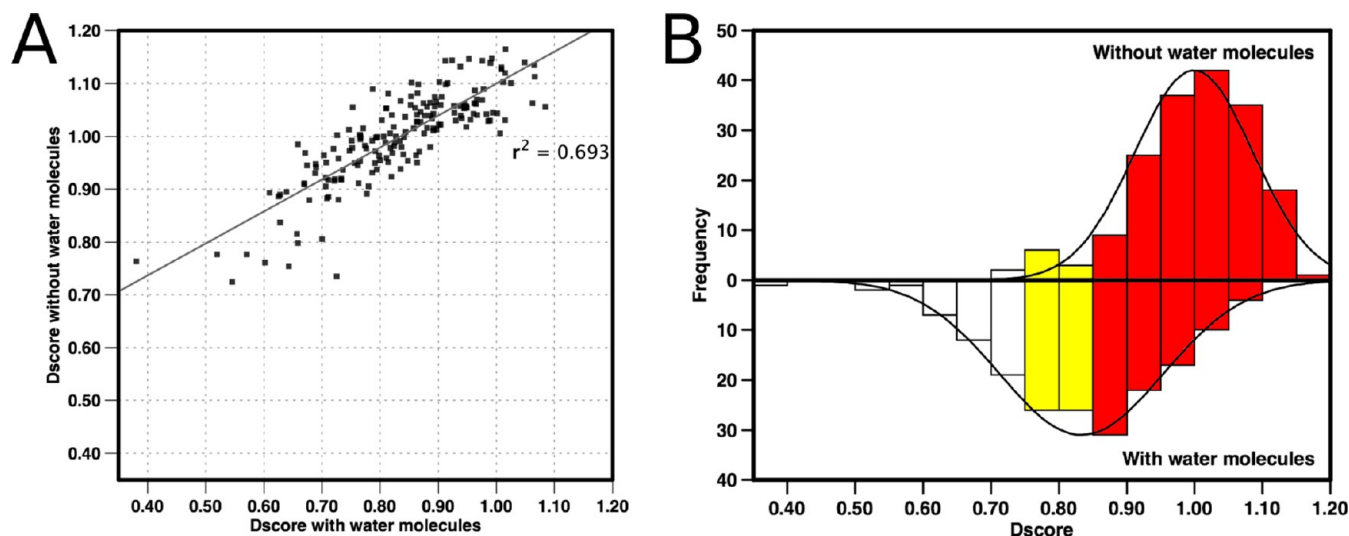 A
1.20
1.10
1.00
0.90
0.80
0.70
0.60
0.50
0.40
Dscore without water molecules
r² = 0.693
0.40 0.50 0.60 0.70 0.80 0.90 1.00 1.10 1.20
Dscore with water molecules
B
50
40
30
20
10
0
10
20
30
40
Frequency
Without water molecules
With water molecules
0.40 0.50 0.60 0.70 0.80 0.90 1.00 1.10 1.20
Dscore